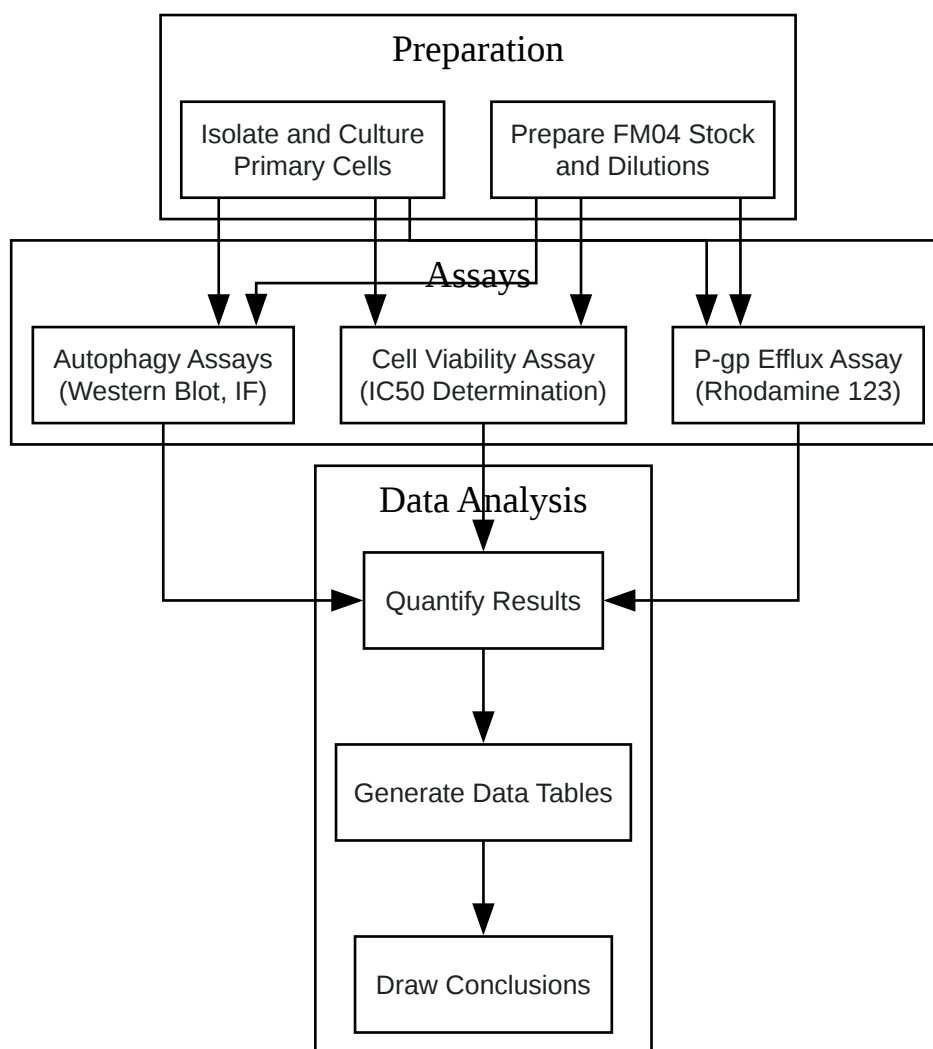 Preparation
Isolate and Culture
Primary Cells
Prepare FM04 Stock
and Dilutions
Assays
Autophagy Assays
(Western Blot, IF)
Cell Viability Assay
(IC50 Determination)
P-gp Efflux Assay
(Rhodamine 123)
Data Analysis
Quantify Results
Generate Data Tables
Draw Conclusions